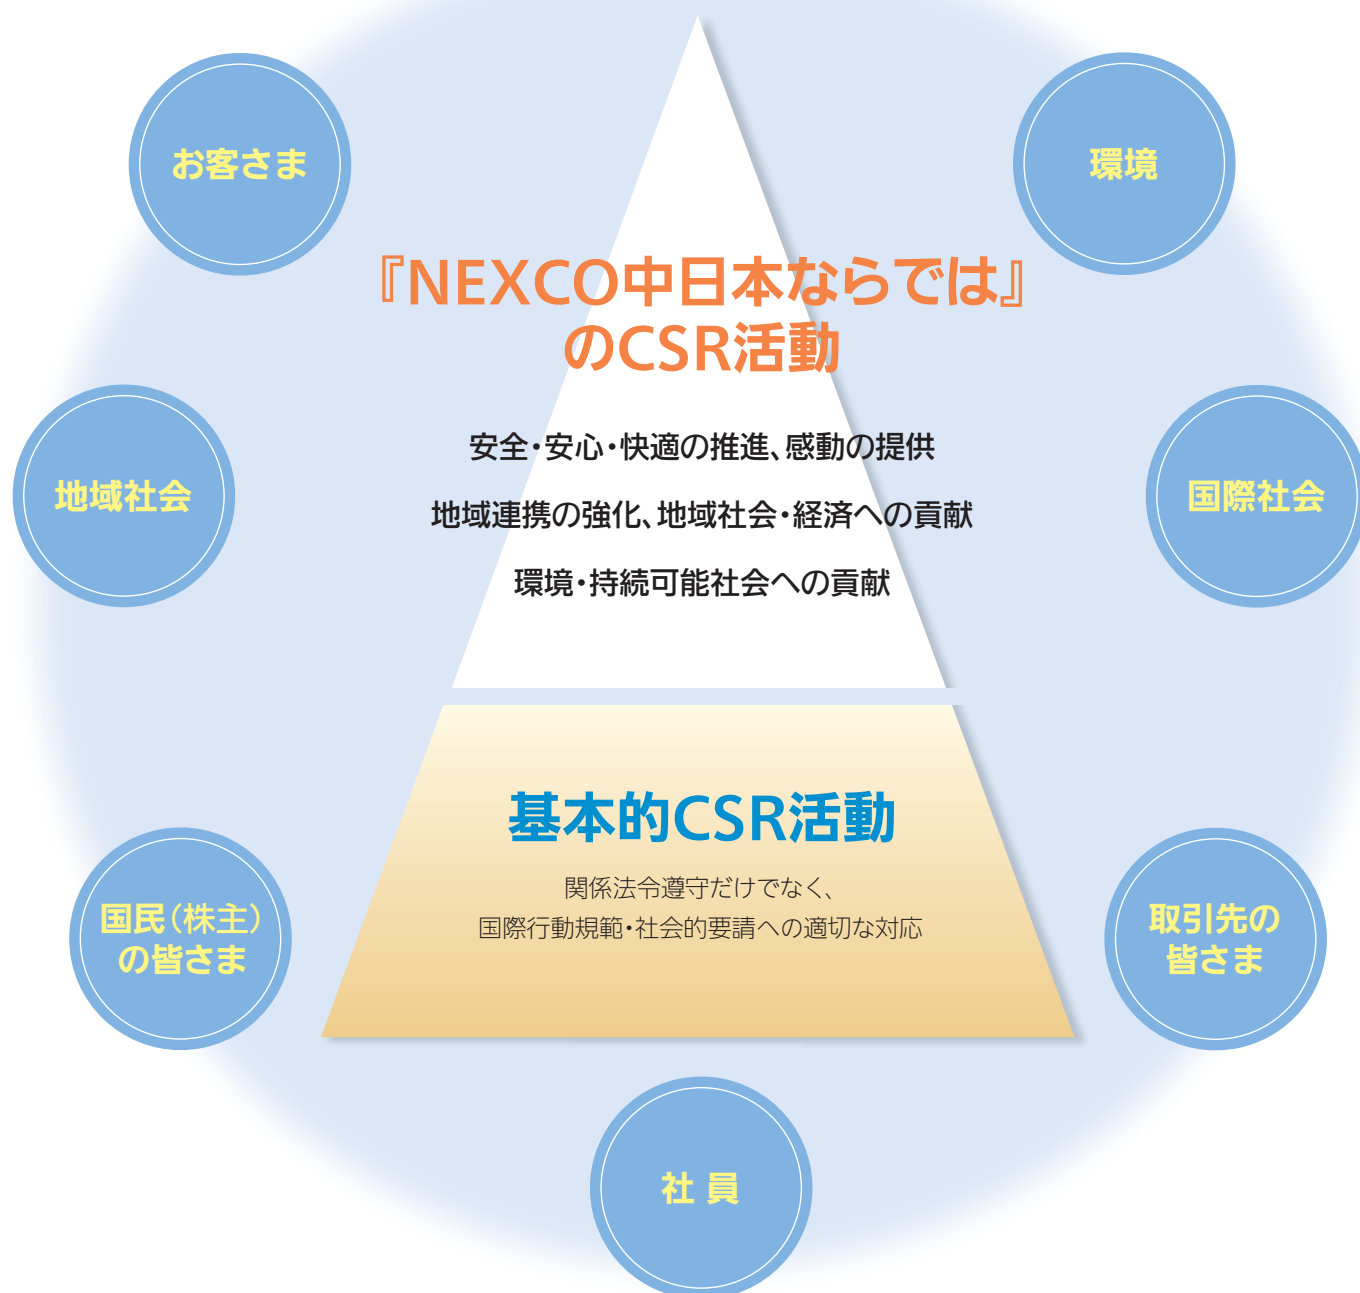 お客さま
環境
『NEXCO中日本ならでは』
のCSR活動
安全・安心・快適の推進、感動の提供
地域社会
国際社会
地域連携の強化、地域社会・経済への貢献
環境・持続可能社会への貢献
基本的CSR活動
関係法令遵守だけでなく、
国際行動規範・社会的要請への適切な対応
国民（株主）
の皆さま
取引先の
皆さま
社 員